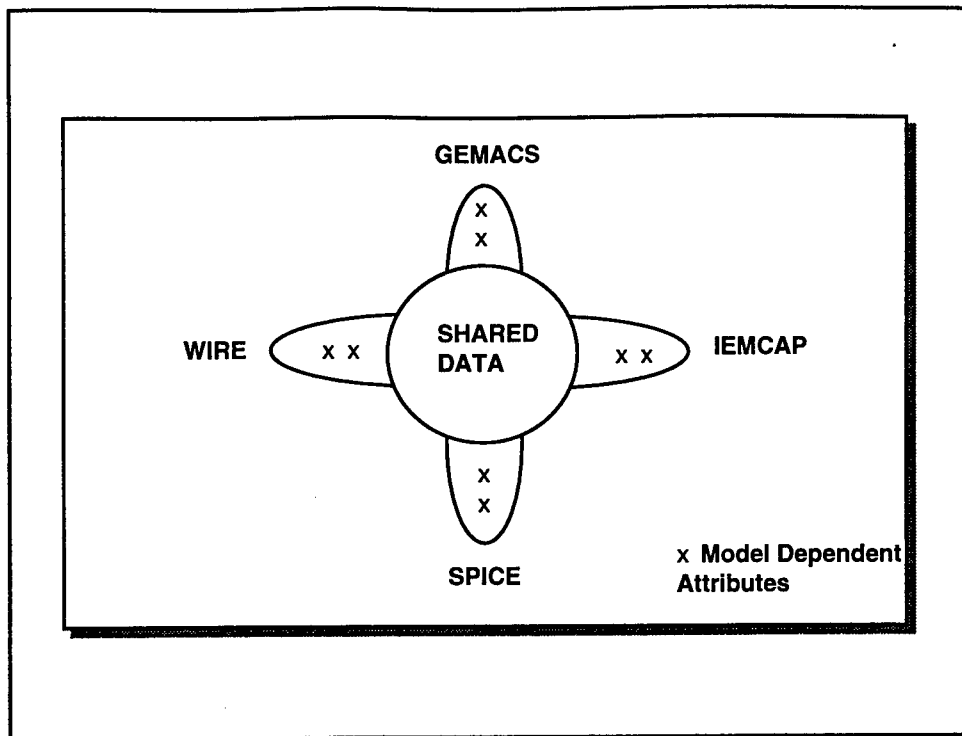 GEMACS
x
x
WIRE
x x
SHARED
DATA
x x
IEMCAP
x
x
SPICE
x Model Dependent
Attributes